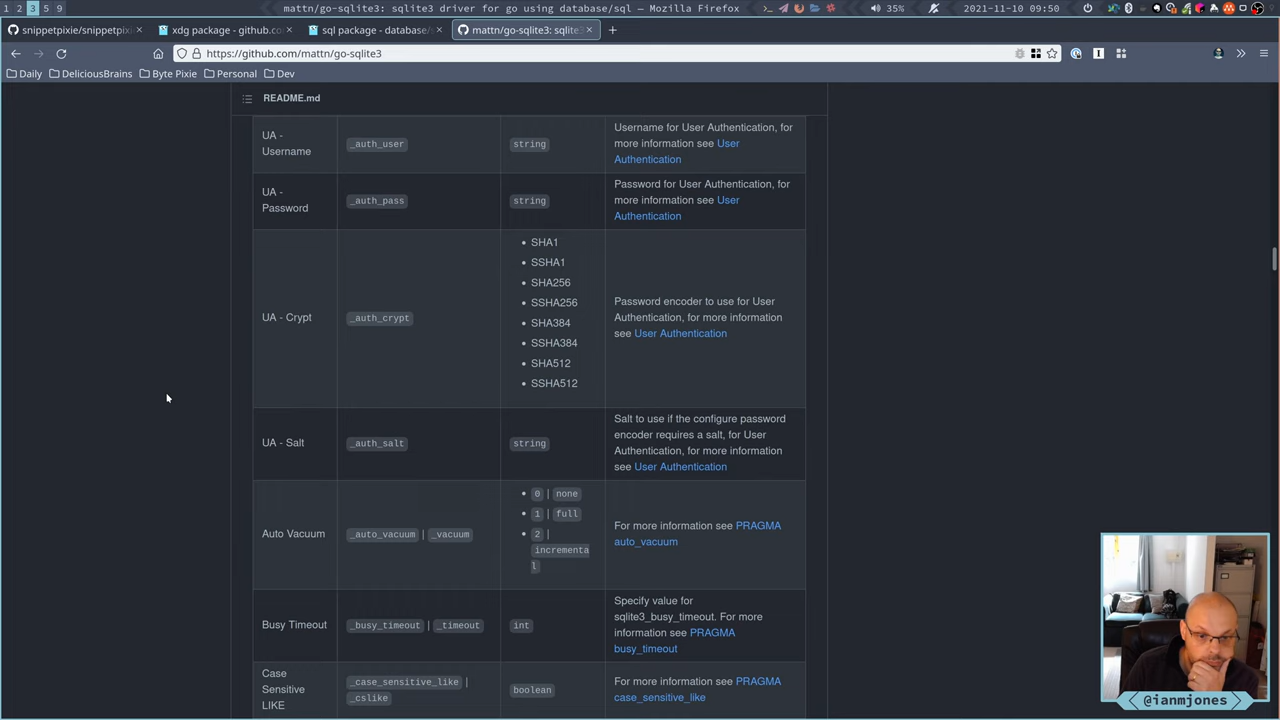 1 2 3 5 9
mattn/go-sqlite3: sqlite3 driver for go using database/sql — Mozilla Firefox
35%
2021-11-10 09:50
snippetpixie/snippetpix
xdg package - github.co
sql package - database/
mattn/go-sqlite3: sqlite3
https://github.com/mattn/go-sqlite3
Daily
DeliciousBrains
Byte Pixie
Personal
Dev
README.md
UA -
Username
_auth_user
string
Username for User Authentication, for
more information see User
Authentication
UA -
Password
_auth_pass
string
Password for User Authentication, for
more information see User
Authentication
UA - Crypt
_auth_crypt
SHA1
SSHA1
SHA256
SSHA256
SHA384
SSHA384
SHA512
SSHA512
Password encoder to use for User
Authentication, for more information
see User Authentication
UA - Salt
_auth_salt
string
Salt to use if the configure password
encoder requires a salt, for User
Authentication, for more information
see User Authentication
Auto Vacuum
_auto_vacuum | _vacuum
0 | none
1 | full
2 |
incrementa
l
For more information see PRAGMA
auto_vacuum
Busy Timeout
_busy_timeout | _timeout
int
Specify value for
sqlite3_busy_timeout. For more
information see PRAGMA
busy_timeout
Case
Sensitive
LIKE
_case_sensitive_like |
_cslike
boolean
For more information see PRAGMA
case_sensitive_like
@ianmjones